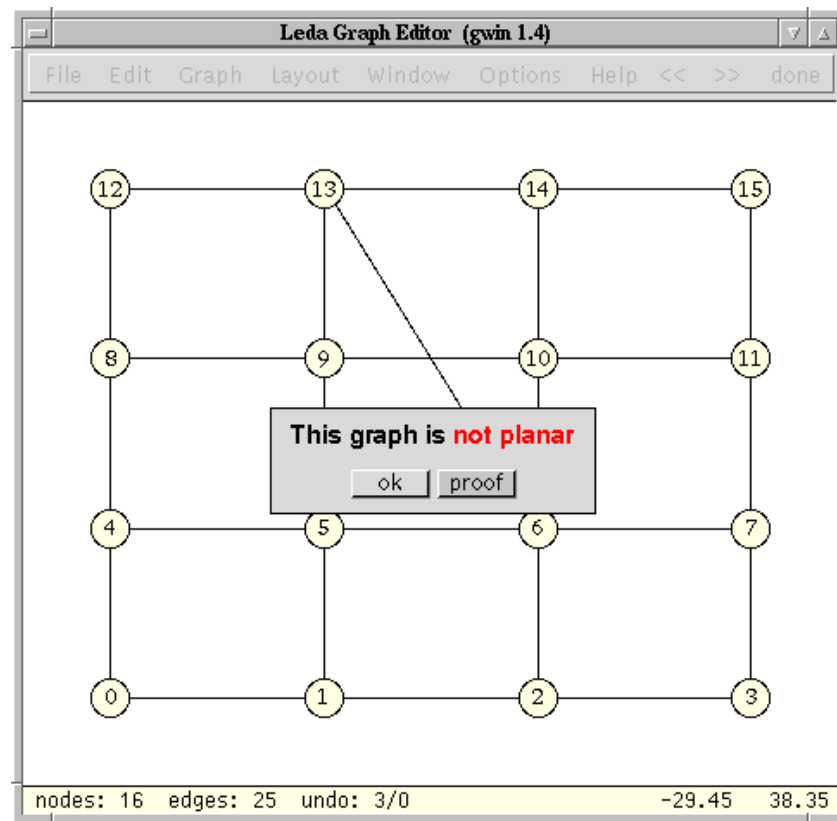 Leda Graph Editor (gwin 1.4)
File Edit Graph Layout Window Options Help << >> done
12 13 14 15
8 9 10 11
This graph is not planar
ok proof
4 5 6 7
0 1 2 3
nodes: 16 edges: 25 undo: 3/0 -29.45 38.35